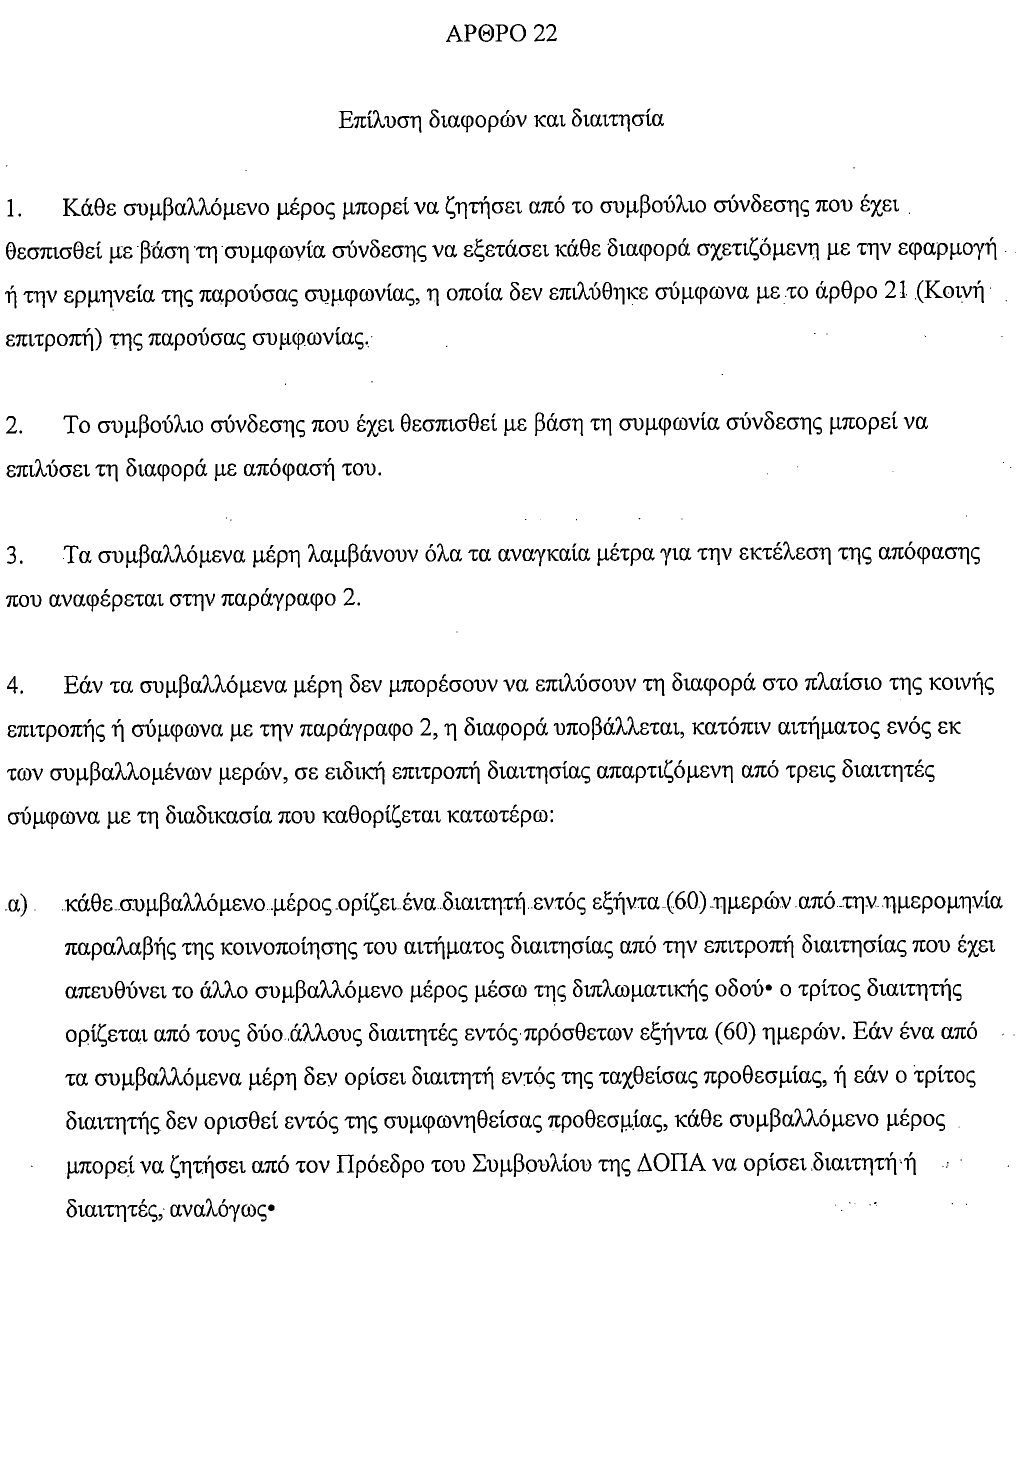 ΑΡΘΡΟ 22
Επίλυση διαφορών και διαιτησία
1. Κάθε συμβαλλόμενο μέρος μπορεί να ζητήσει από το συμβούλιο σύνδεσης που έχει
θεσπισθεί με βάση τη συμφωνία σύνδεσης να εξετάσει κάθε διαφορά σχετιζόμενη με την εφαρμογή
ή την ερμηνεία της παρούσας συμφωνίας, η οποία δεν επιλύθηκε σύμφωνα με το άρθρο 21 (Κοινή
επιτροπή) της παρούσας συμφωνίας.
2. Το συμβούλιο σύνδεσης που έχει θεσπισθεί με βάση τη συμφωνία σύνδεσης μπορεί να
επιλύσει τη διαφορά με απόφασή του.
3. Τα συμβαλλόμενα μέρη λαμβάνουν όλα τα αναγκαία μέτρα για την εκτέλεση της απόφασης
που αναφέρεται στην παράγραφο 2.
4. Εάν τα συμβαλλόμενα μέρη δεν μπορέσουν να επιλύσουν τη διαφορά στο πλαίσιο της κοινής
επιτροπής ή σύμφωνα με την παράγραφο 2, η διαφορά υποβάλλεται, κατόπιν αιτήματος ενός εκ
των συμβαλλομένων μερών, σε ειδική επιτροπή διαιτησίας απαρτιζόμενη από τρεις διαιτητές
σύμφωνα με τη διαδικασία που καθορίζεται κατωτέρω:
α) κάθε συμβαλλόμενο μέρος ορίζει ένα διαιτητή εντός εξήντα (60) ημερών από την ημερομηνία
παραλαβής της κοινοποίησης του αιτήματος διαιτησίας από την επιτροπή διαιτησίας που έχει
απευθύνει το άλλο συμβαλλόμενο μέρος μέσω της διπλωματικής οδού• ο τρίτος διαιτητής
ορίζεται από τους δύο άλλους διαιτητές εντός πρόσθετων εξήντα (60) ημερών. Εάν ένα από
τα συμβαλλόμενα μέρη δεν ορίσει διαιτητή εντός της ταχθείσας προθεσμίας, ή εάν ο τρίτος
διαιτητής δεν ορισθεί εντός της συμφωνηθείσας προθεσμίας, κάθε συμβαλλόμενο μέρος
μπορεί να ζητήσει από τον Πρόεδρο του Συμβουλίου της ΔΟΠΑ να ορίσει διαιτητή ή
διαιτητές, αναλόγως•